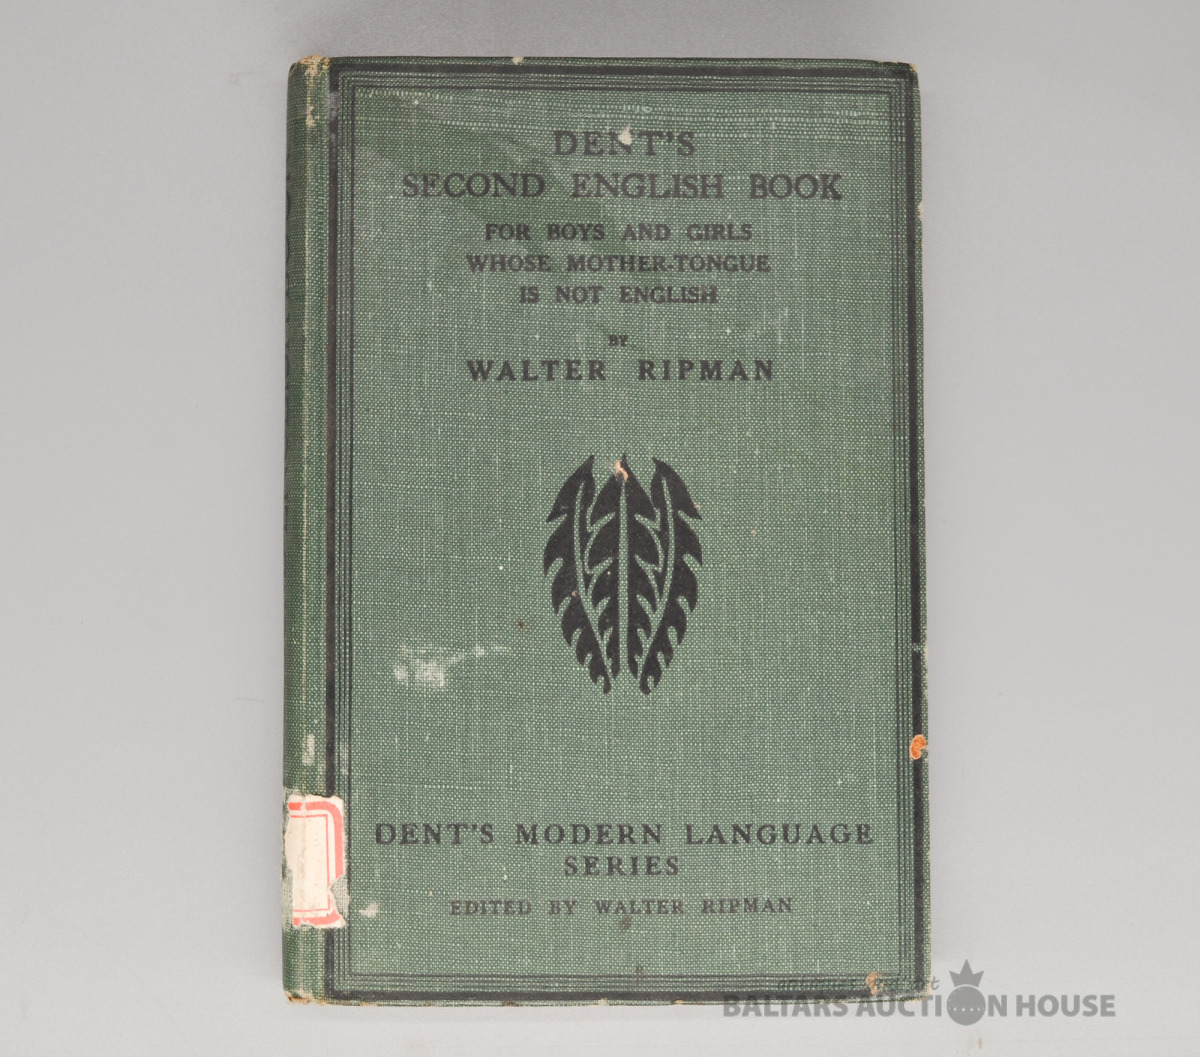 DENT'S
SECOND ENGLISH BOOK
FOR BOYS AND GIRLS
WHOSE MOTHER-TONGUE
IS NOT ENGLISH
BY
WALTER RIPMAN
DENT'S MODERN LANGUAGE
SERIES
EDITED BY WALTER RIPMAN
BALTARS AUCTION HOUSE